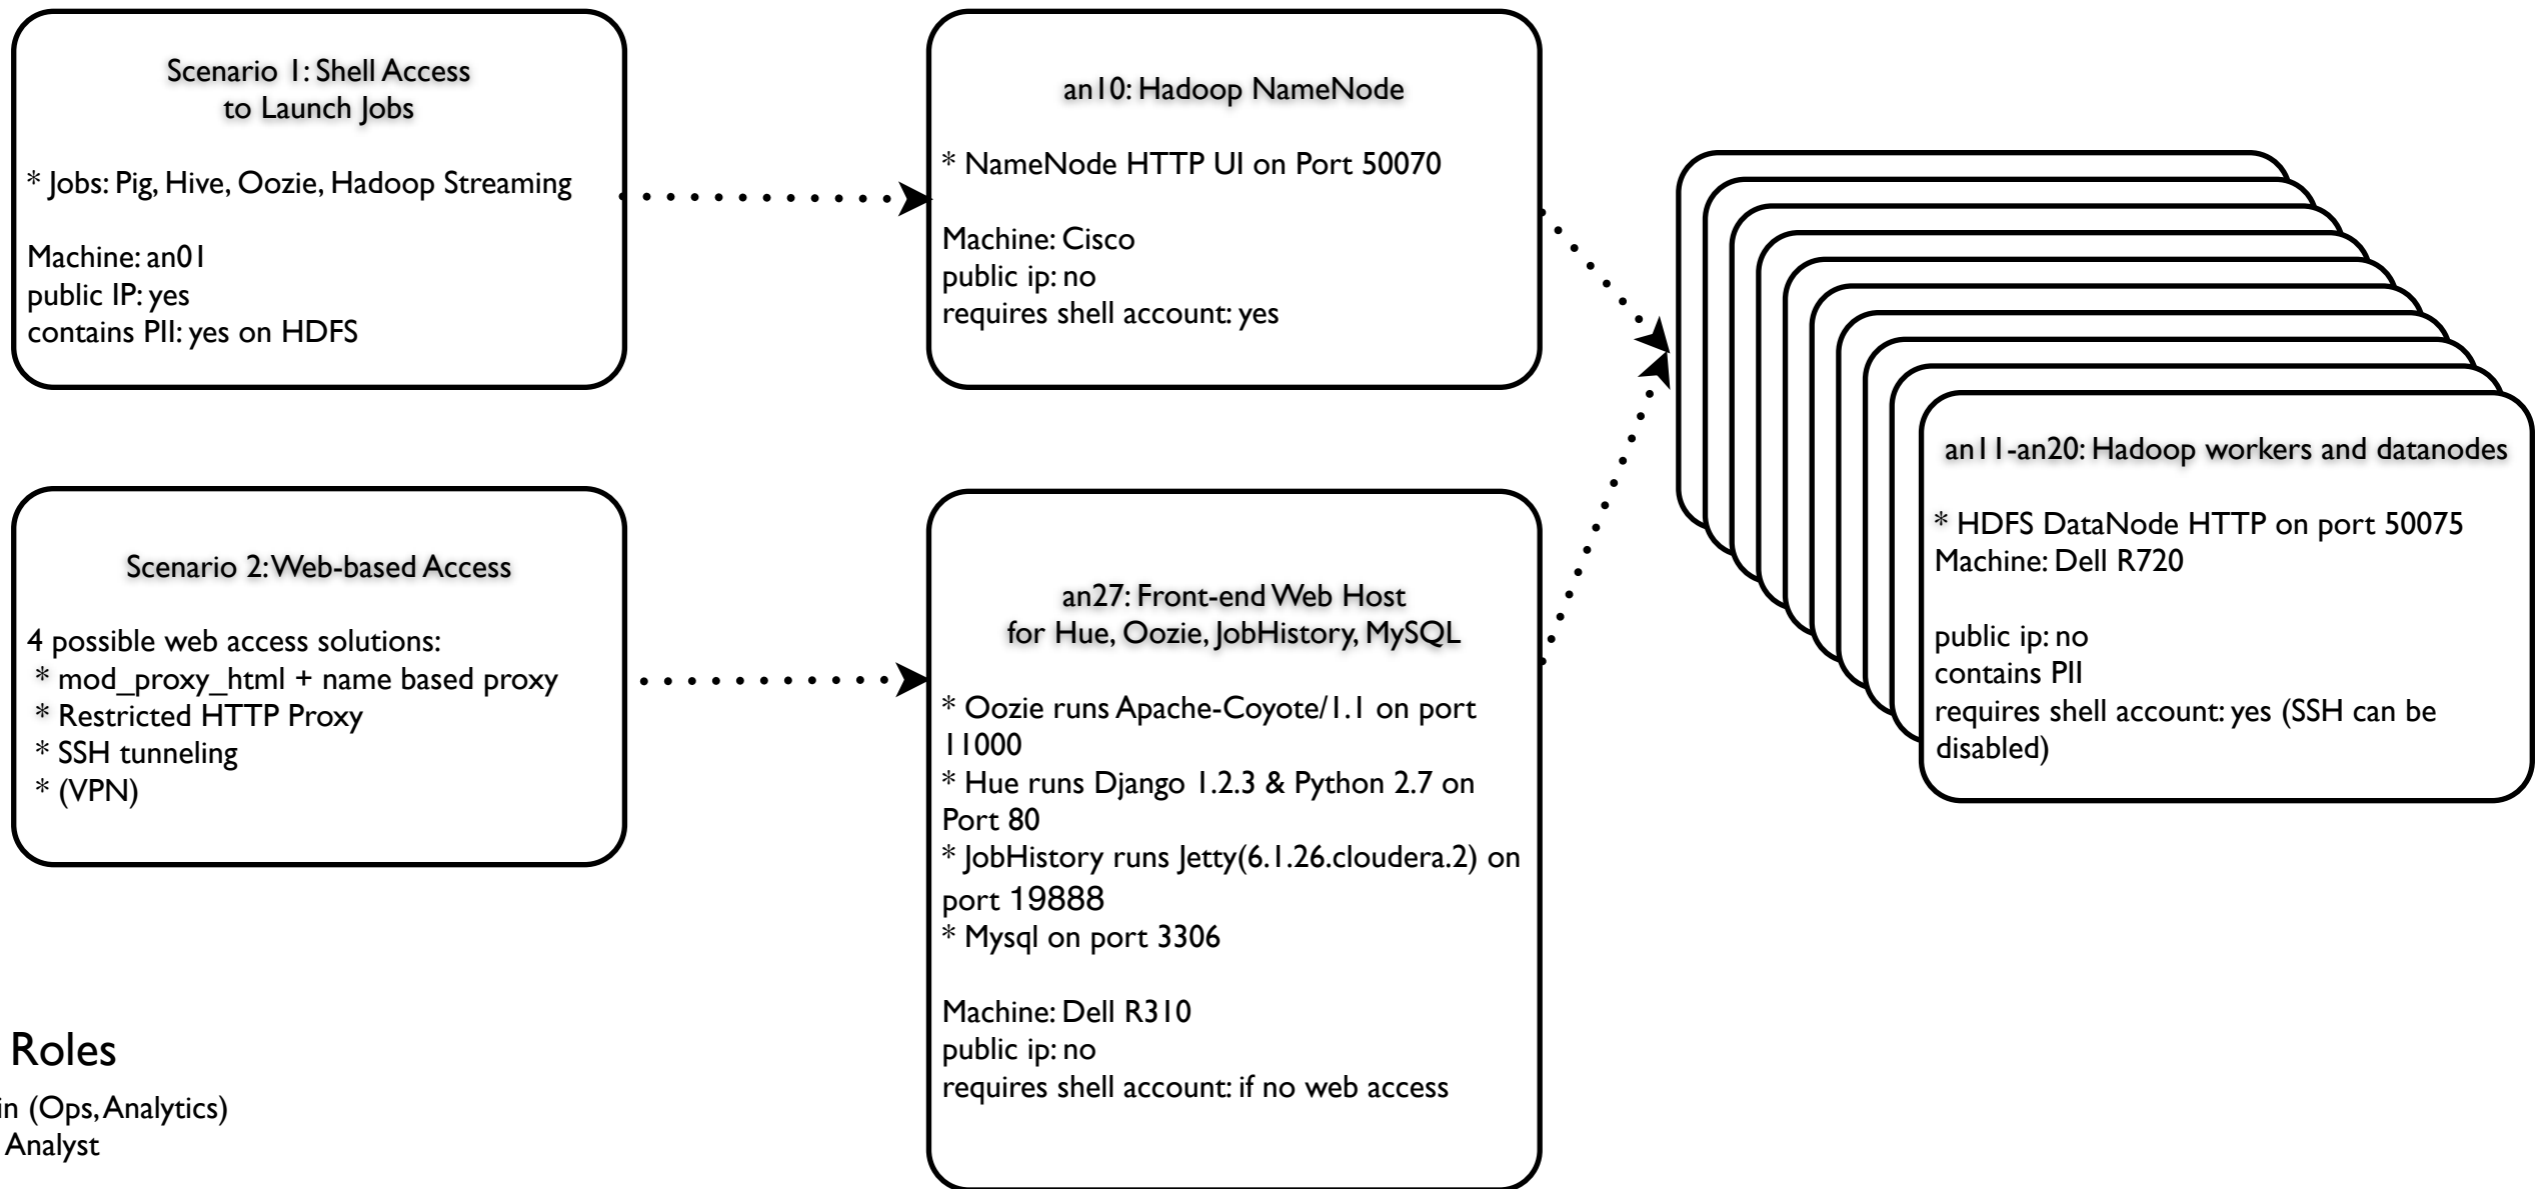 Scenario 1: Shell Access
to Launch Jobs
* Jobs: Pig, Hive, Oozie, Hadoop Streaming
Machine: an01
public IP: yes
contains PII: yes on HDFS
an10: Hadoop NameNode
* NameNode HTTP UI on Port 50070
Machine: Cisco
public ip: no
requires shell account: yes
an11-an20: Hadoop workers and datanodes
* HDFS DataNode HTTP on port 50075
Machine: Dell R720
public ip: no
contains PII
requires shell account: yes (SSH can be
disabled)
Scenario 2: Web-based Access
4 possible web access solutions:
* mod_proxy_html + name based proxy
* Restricted HTTP Proxy
* SSH tunneling
* (VPN)
an27: Front-end Web Host
for Hue, Oozie, JobHistory, MySQL
* Oozie runs Apache-Coyote/1.1 on port
11000
* Hue runs Django 1.2.3 & Python 2.7 on
Port 80
* JobHistory runs Jetty(6.1.26.cloudera.2) on
port 19888
* Mysql on port 3306
Machine: Dell R310
public ip: no
requires shell account: if no web access
Roles
in (Ops, Analytics)
Analyst